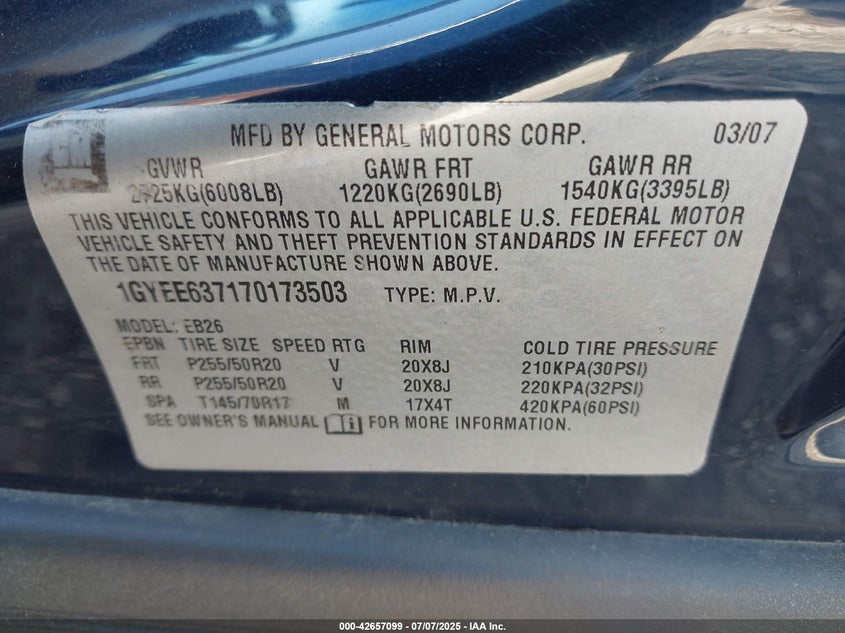 GM
MFD BY GENERAL MOTORS CORP. 03/07
GVWR GAWR FRT GAWR RR
2725KG(6008LB) 1220KG(2690LB) 1540KG(3395LB)
THIS VEHICLE CONFORMS TO ALL APPLICABLE U.S. FEDERAL MOTOR
VEHICLE SAFETY AND THEFT PREVENTION STANDARDS IN EFFECT ON
THE DATE OF MANUFACTURE SHOWN ABOVE.
1GYEE637170173503 TYPE: M.P.V.
MODEL: EB26
EPBN TIRE SIZE SPEED RTG RIM COLD TIRE PRESSURE
FRT P255/50R20 V 20X8J 210KPA(30PSI)
RR P255/50R20 V 20X8J 220KPA(32PSI)
SPA T145/70R17 M 17X4T 420KPA(60PSI)
SEE OWNER'S MANUAL FOR MORE INFORMATION.
000-42657099 | 07/07/2025 - IAA Inc.